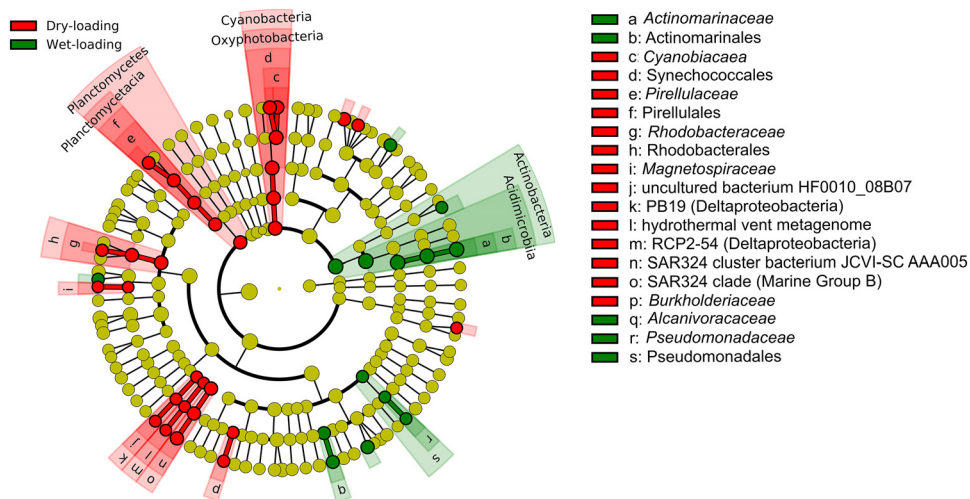 Dry-loading
Wet-loading
Cyanobacteria
Oxyphotobacteria
d
c
Planctomycetes
Planctomycetacia
f
e
Actinobacteria
Acidimicrobiia
a
b
h
g
i
j
k
m
l
n
o
p
q
r
s
a Actinomarinaceae
b: Actinomarinales
c: Cyanobiacaea
d: Synechococcales
e: Pirellulaceae
f: Pirellulales
g: Rhodobacteraceae
h: Rhodobacterales
i: Magnetospiraceae
j: uncultured bacterium HF0010_08B07
k: PB19 (Deltaproteobacteria)
l: hydrothermal vent metagenome
m: RCP2-54 (Deltaproteobacteria)
n: SAR324 cluster bacterium JCVI-SC AAA005
o: SAR324 clade (Marine Group B)
p: Burkholderiaceae
q: Alcanivoracaceae
r: Pseudomonadaceae
s: Pseudomonadales